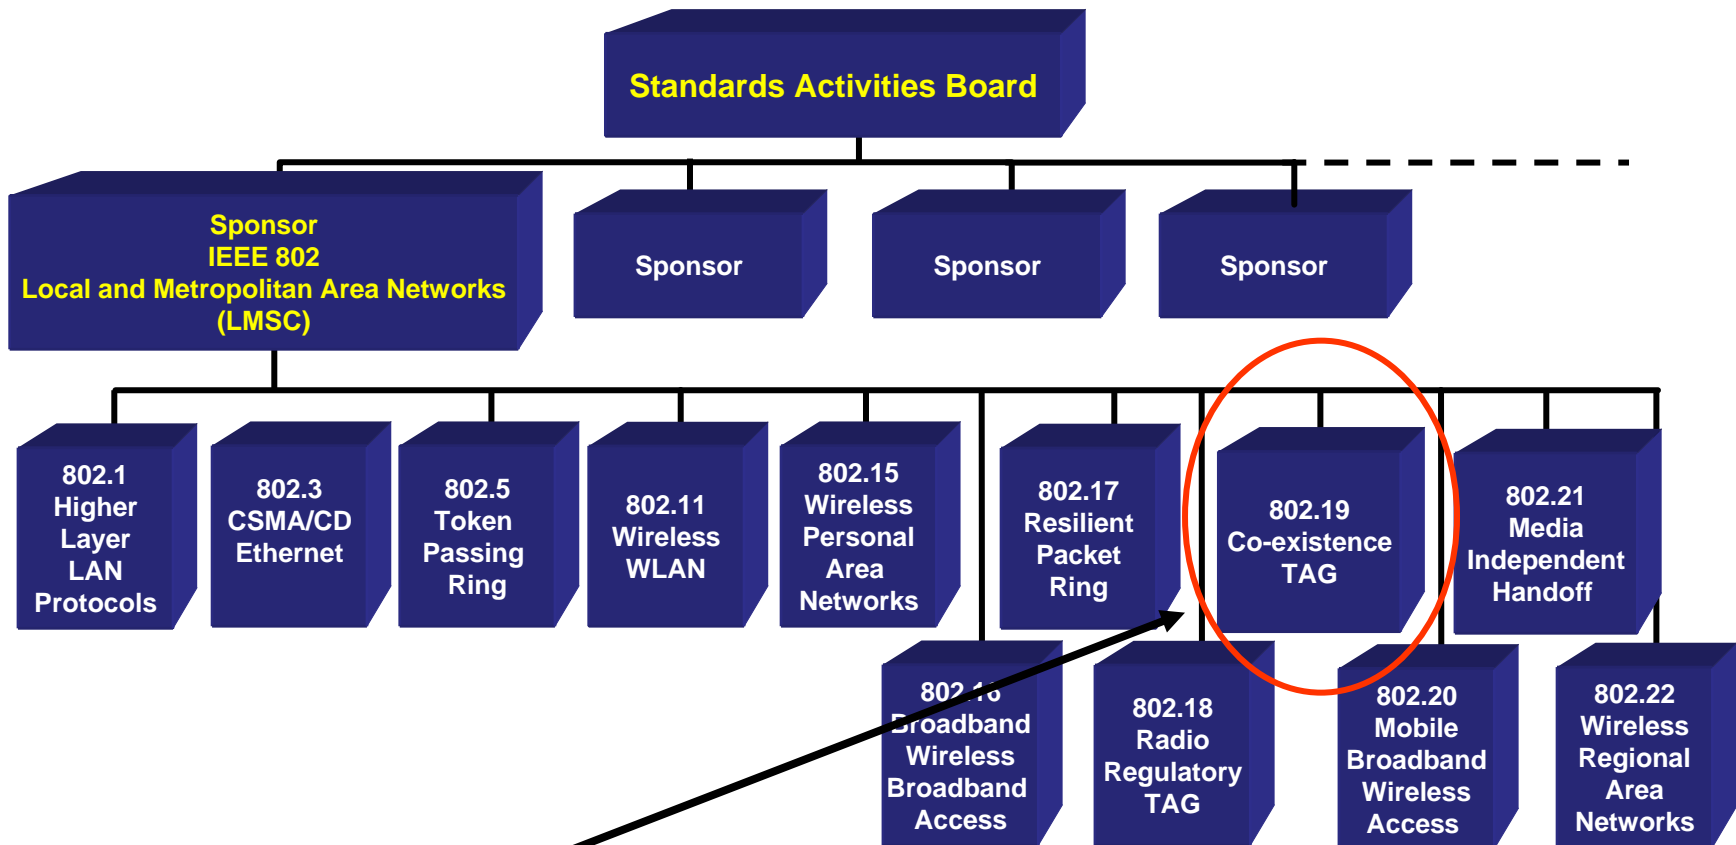 Standards Activities Board
Sponsor
IEEE 802
Local and Metropolitan Area Networks
(LMSC)
Sponsor
Sponsor
Sponsor
802.1
Higher
Layer
LAN
Protocols
802.3
CSMA/CD
Ethernet
802.5
Token
Passing
Ring
802.11
Wireless
WLAN
802.15
Wireless
Personal
Area
Networks
802.17
Resilient
Packet
Ring
802.19
Co-existence
TAG
802.21
Media
Independent
Handoff
802.16
Broadband
Wireless
Broadband
Access
802.18
Radio
Regulatory
TAG
802.20
Mobile
Broadband
Wireless
Access
802.22
Wireless
Regional
Area
Networks